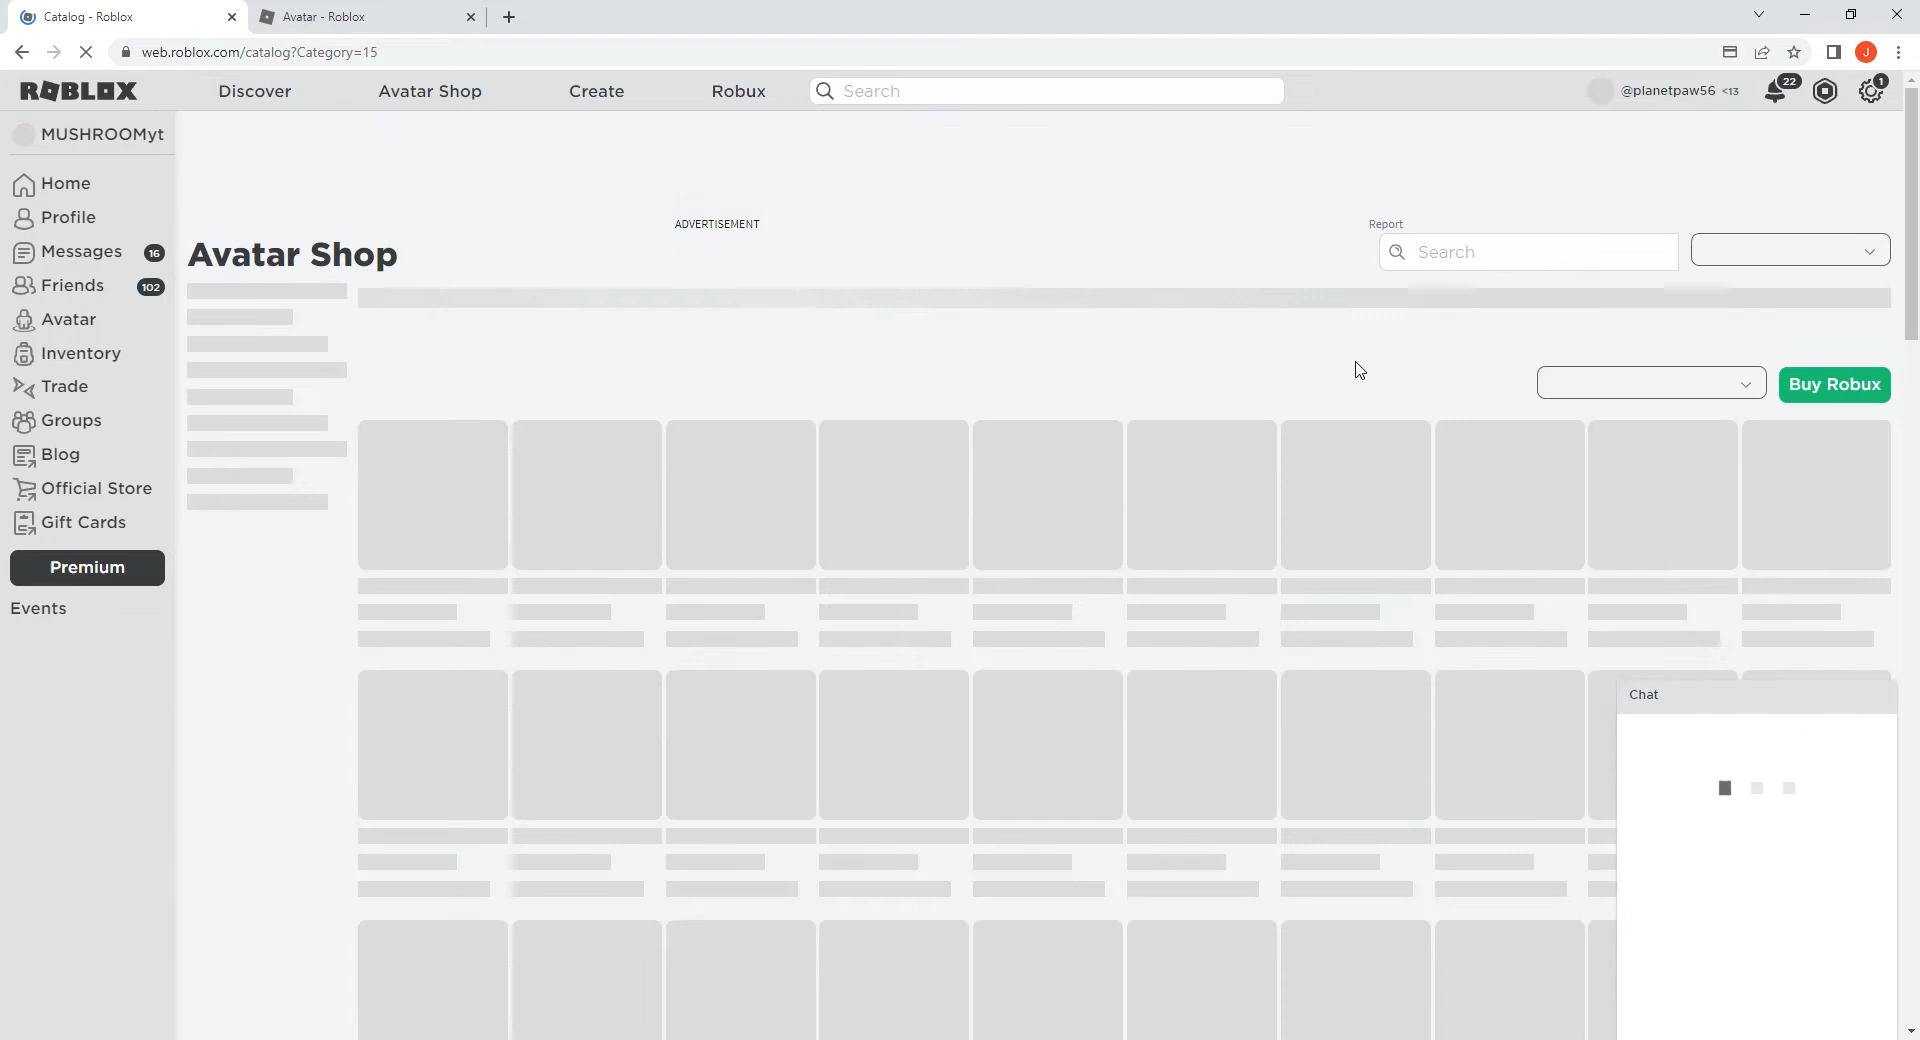 Catalog - Roblox
Avatar - Roblox
web.roblox.com/catalog?Category=15
J
ROBLOX
Discover
Avatar Shop
Create
Robux
Search
@planetpaw56 <13
22
1
MUSHROOMyt
Home
Profile
Messages 16
Friends 102
Avatar
Inventory
Trade
Groups
Blog
Official Store
Gift Cards
Premium
Events
ADVERTISEMENT
Report
Avatar Shop
Search
Buy Robux
Chat